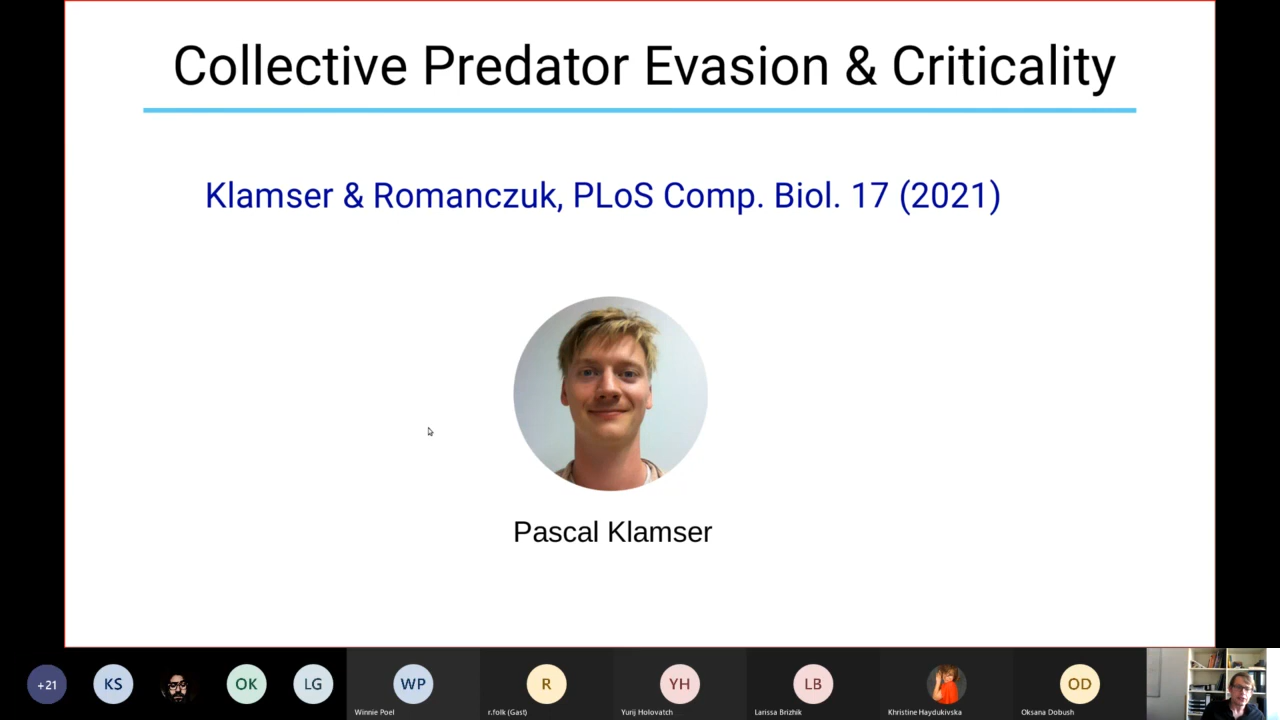 Collective Predator Evasion & Criticality
Klamser & Romanczuk, PLoS Comp. Biol. 17 (2021)
Pascal Klamser
+21
KS
OK
LG
WP
R
YH
LB
OD
Winnie Poel
r.folk (Gast)
Yurij Holovatch
Larissa Brizhik
Khristine Haydukivska
Oksana Dobush